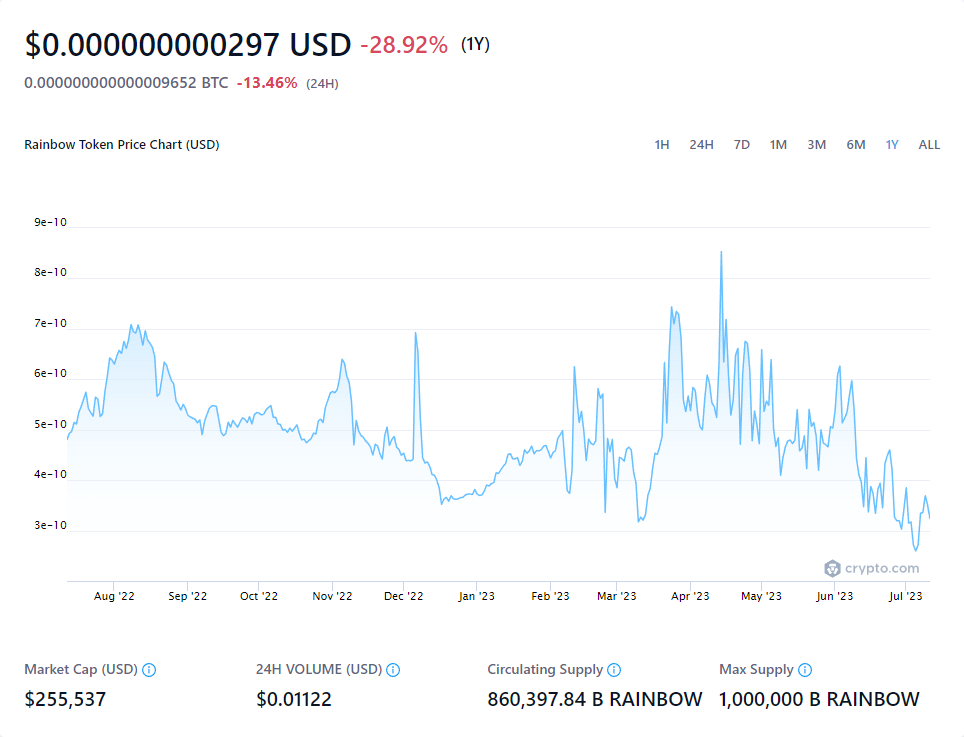 $0.000000000297 USD -28.92% (1Y)
0.000000000000009652 BTC -13.46% (24H)
Rainbow Token Price Chart (USD) 1H 24H 7D 1M 3M 6M 1Y ALL
9e-10
8e-10
7e-10
6e-10
5e-10
4e-10
3e-10
crypto.com
Aug '22 Sep '22 Oct '22 Nov '22 Dec '22 Jan '23 Feb '23 Mar '23 Apr '23 May '23 Jun '23 Jul '23
Market Cap (USD) 24H VOLUME (USD) Circulating Supply Max Supply
$255,537 $0.01122 860,397.84 B RAINBOW 1,000,000 B RAINBOW